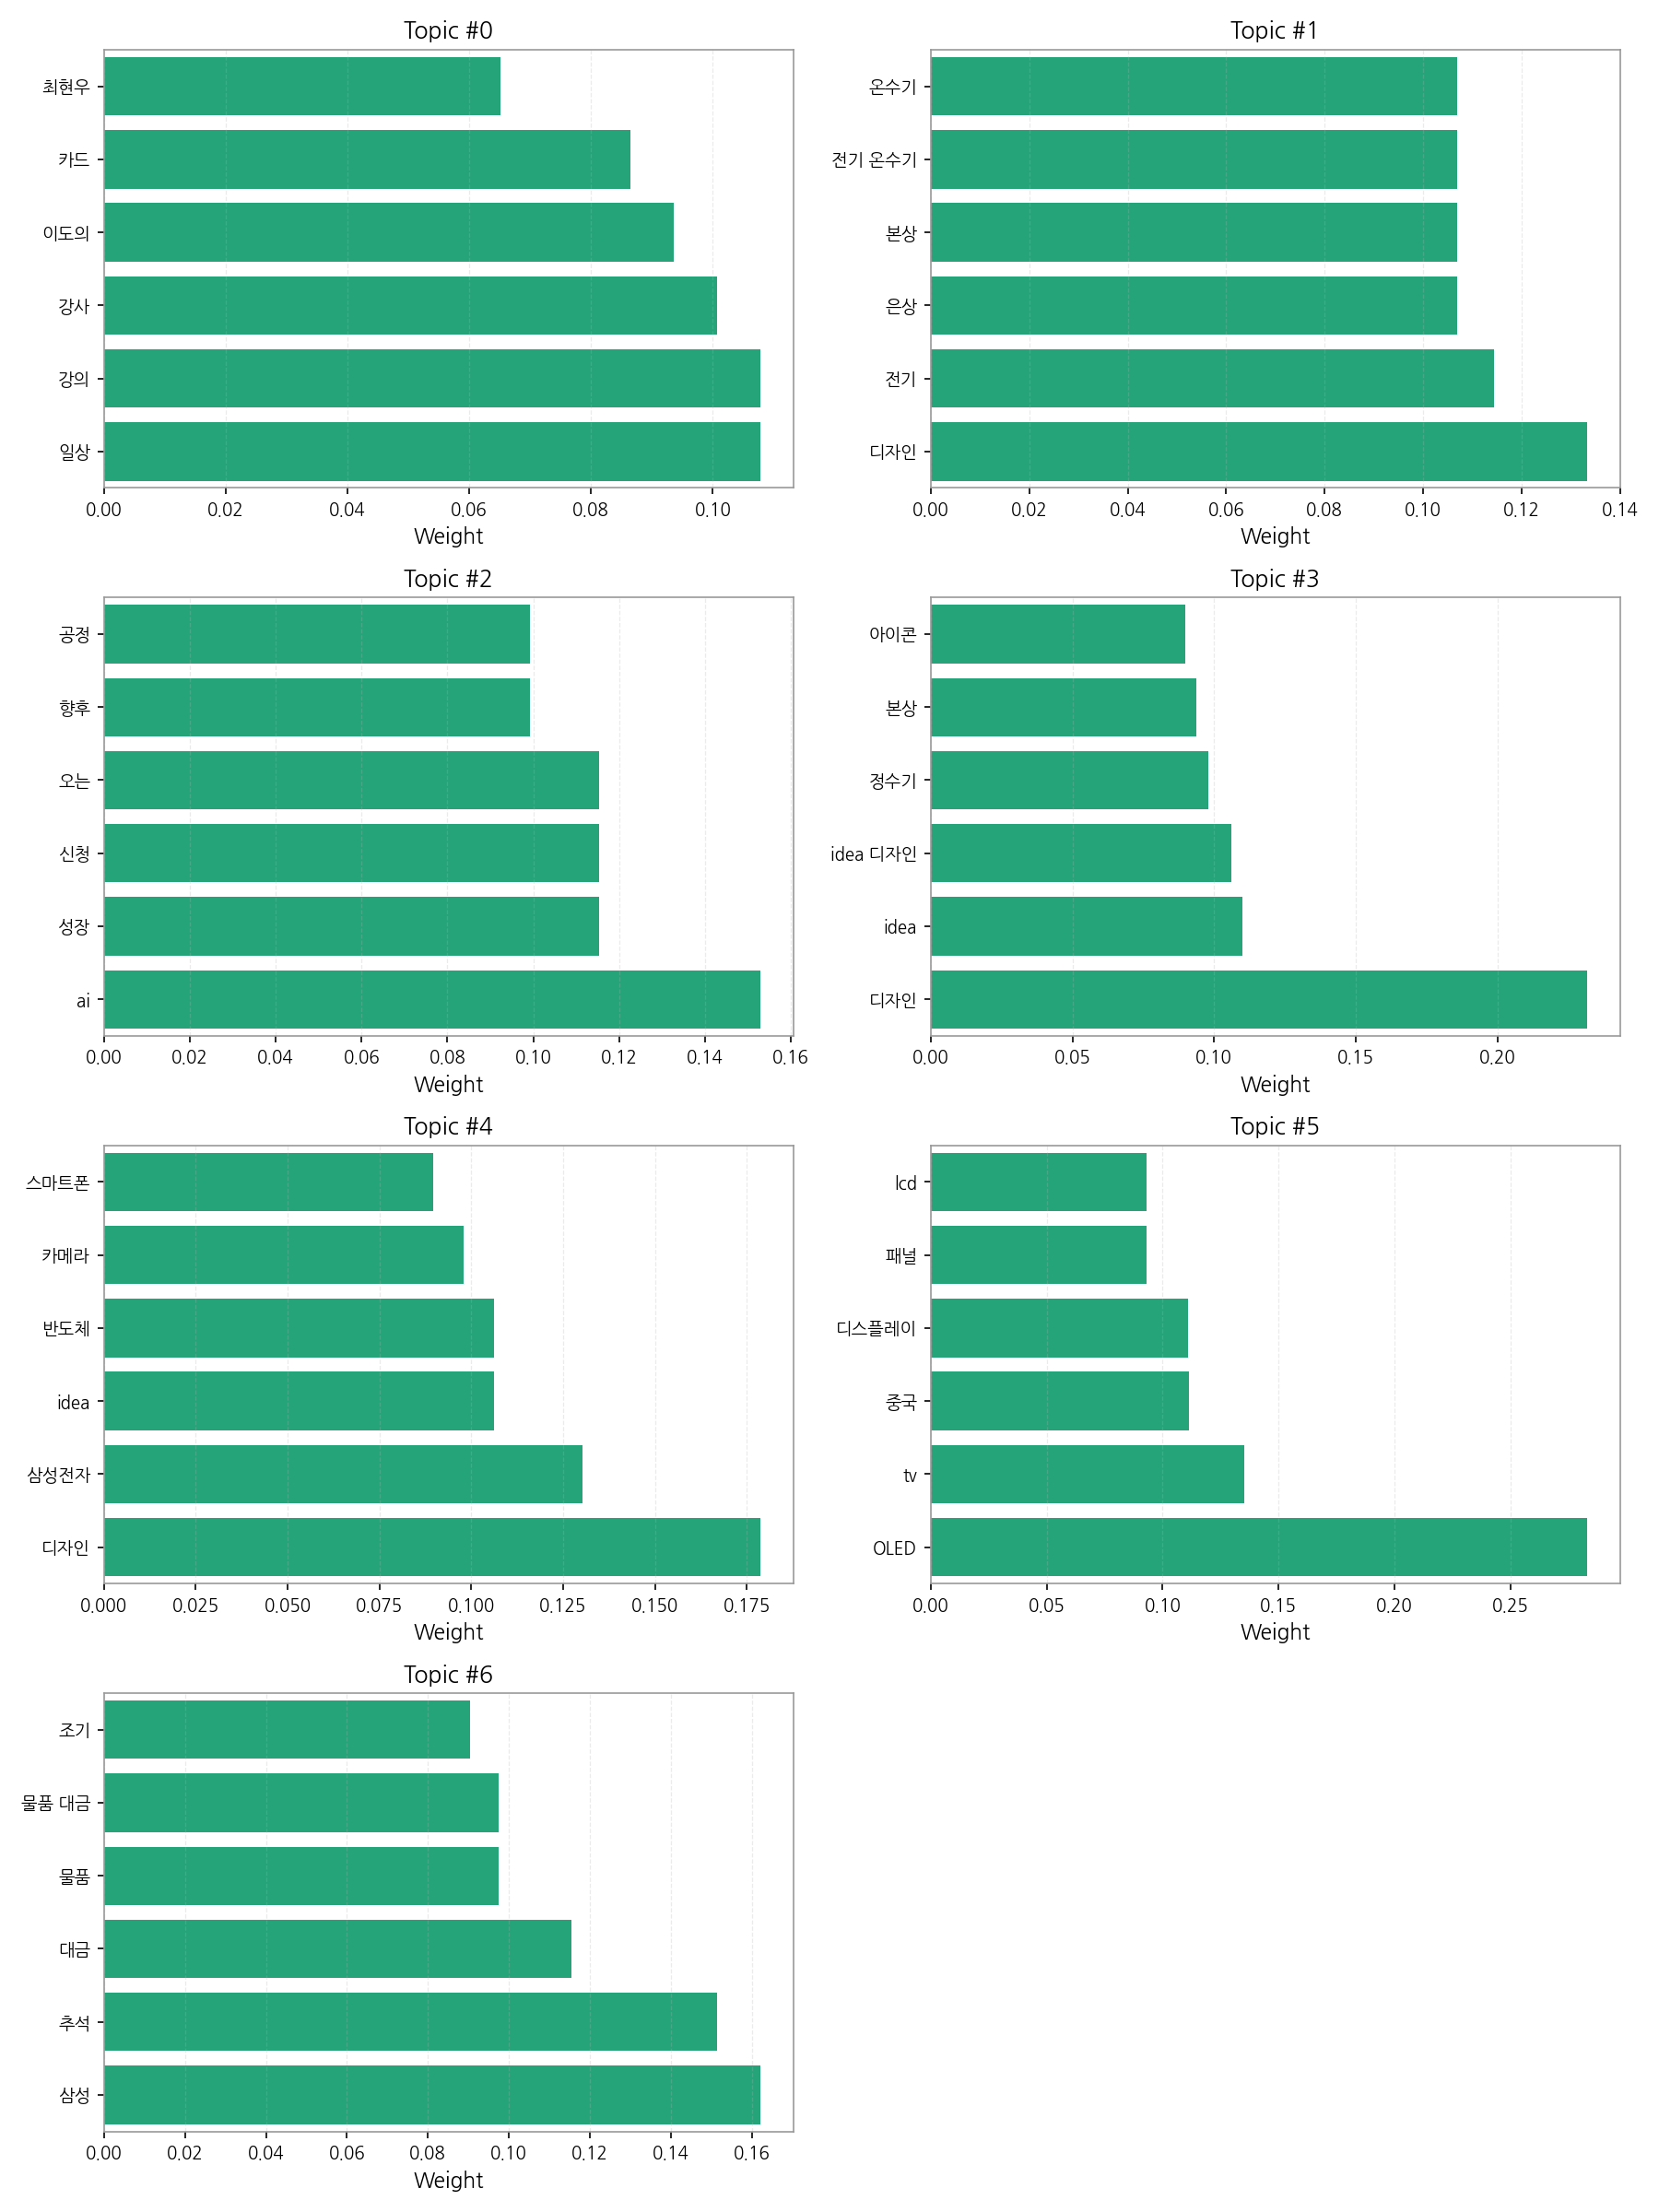 Topic #0
최현우
카드
이도의
강사
강의
일상
0.00 0.02 0.04 0.06 0.08 0.10
Weight
Topic #1
온수기
전기 온수기
본상
은상
전기
디자인
0.00 0.02 0.04 0.06 0.08 0.10 0.12 0.14
Weight
Topic #2
공정
향후
오는
신청
성장
ai
0.00 0.02 0.04 0.06 0.08 0.10 0.12 0.14 0.16
Weight
Topic #3
아이콘
본상
정수기
idea 디자인
idea
디자인
0.00 0.05 0.10 0.15 0.20
Weight
Topic #4
스마트폰
카메라
반도체
idea
삼성전자
디자인
0.000 0.025 0.050 0.075 0.100 0.125 0.150 0.175
Weight
Topic #5
lcd
패널
디스플레이
중국
tv
OLED
0.00 0.05 0.10 0.15 0.20 0.25
Weight
Topic #6
조기
물품 대금
물품
대금
추석
삼성
0.00 0.02 0.04 0.06 0.08 0.10 0.12 0.14 0.16
Weight